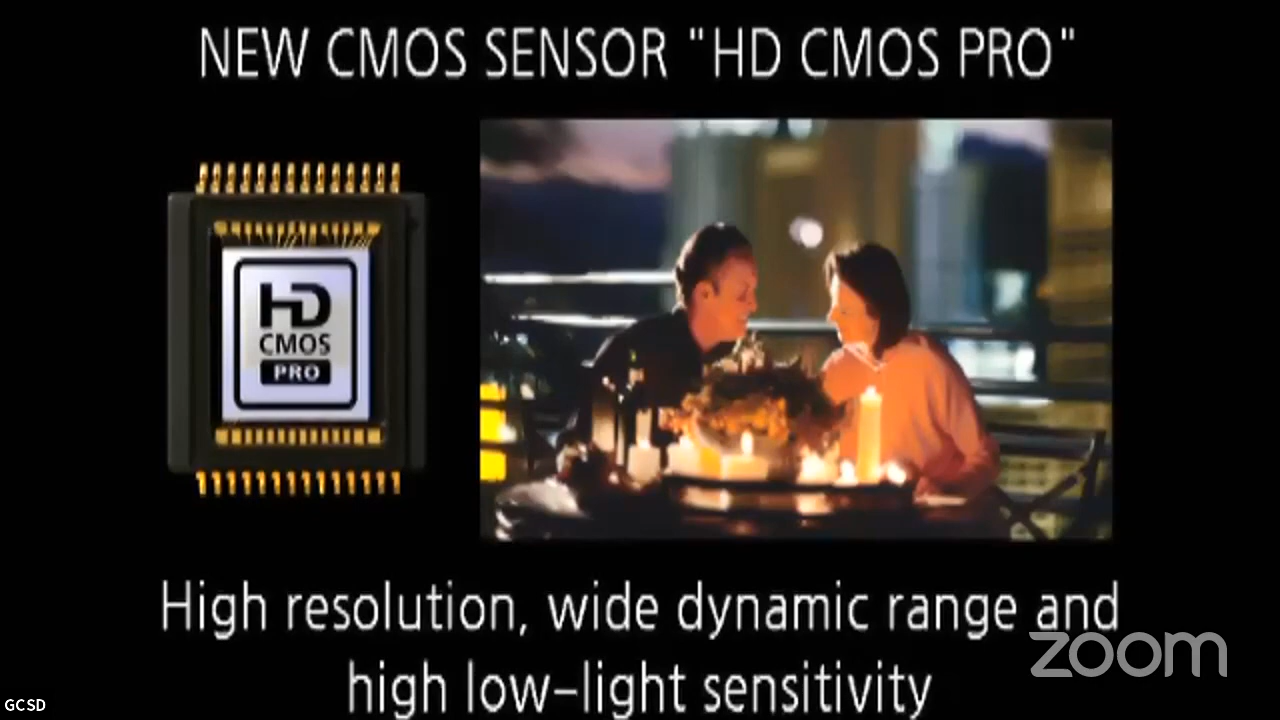 NEW CMOS SENSOR "HD CMOS PRO"
HD
CMOS
PRO
High resolution, wide dynamic range and
high low-light sensitivity
zoom
GCSD